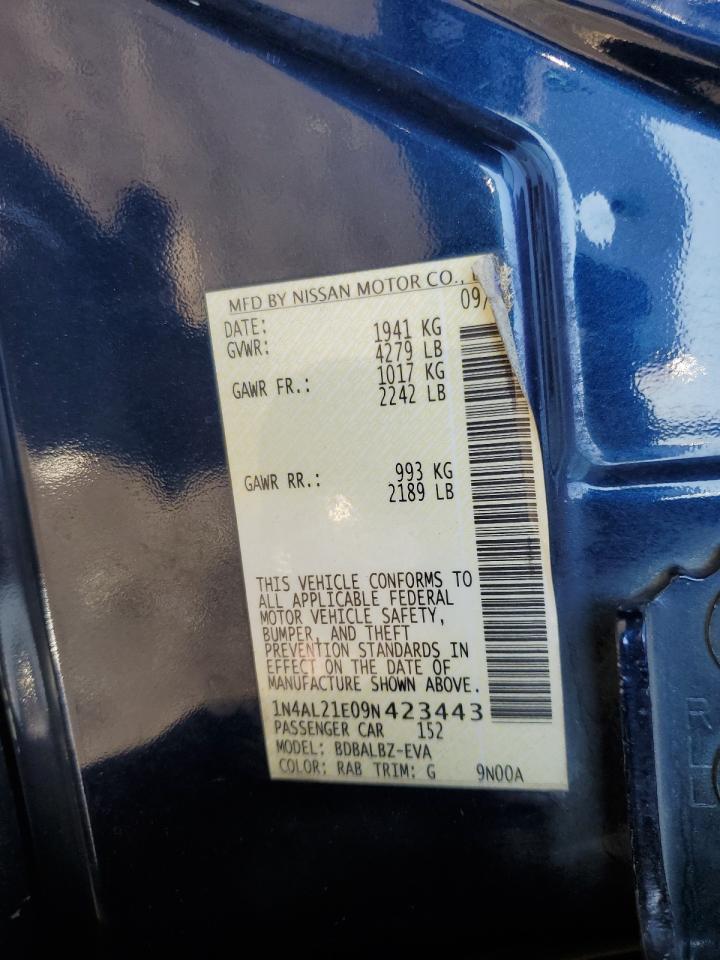 MFD BY NISSAN MOTOR CO.,
DATE: 09/
GVWR: 1941 KG
4279 LB
GAWR FR.: 1017 KG
2242 LB
GAWR RR.: 993 KG
2189 LB
THIS VEHICLE CONFORMS TO
ALL APPLICABLE FEDERAL
MOTOR VEHICLE SAFETY,
BUMPER, AND THEFT
PREVENTION STANDARDS IN
EFFECT ON THE DATE OF
MANUFACTURE SHOWN ABOVE.
1N4AL21E09N423443
PASSENGER CAR 152
MODEL: BDBALBZ-EVA
COLOR: RAB TRIM: G 9N00A